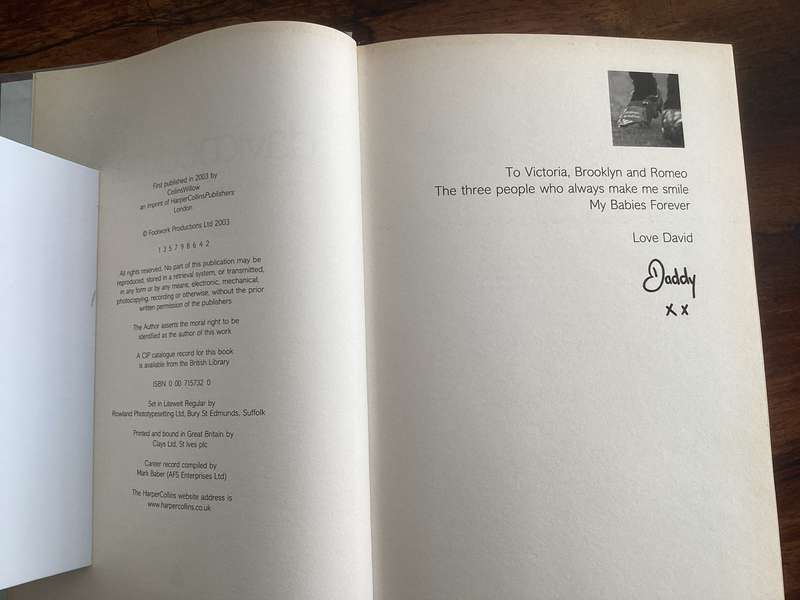 First published in 2003 by
CollinsWillow
an imprint of HarperCollinsPublishers
London
© Footwork Productions Ltd 2003
1 3 5 7 9 8 6 4 2
All rights reserved. No part of this publication may be
reproduced, stored in a retrieval system, or transmitted,
in any form or by any means, electronic, mechanical,
photocopying, recording or otherwise, without the prior
written permission of the publishers
The Author asserts the moral right to be
identified as the author of this work
A CIP catalogue record for this book
is available from the British Library
ISBN 0 00 715732 0
Set in Litewelt Regular by
Rowland Phototypesetting Ltd, Bury St Edmunds, Suffolk
Printed and bound in Great Britain by
Clays Ltd, St Ives plc
Career record compiled by
Mark Baber (AFS Enterprises Ltd)
The HarperCollins website address is
www.harpercollins.co.uk
To Victoria, Brooklyn and Romeo
The three people who always make me smile
My Babies Forever
Love David
Daddy
x x